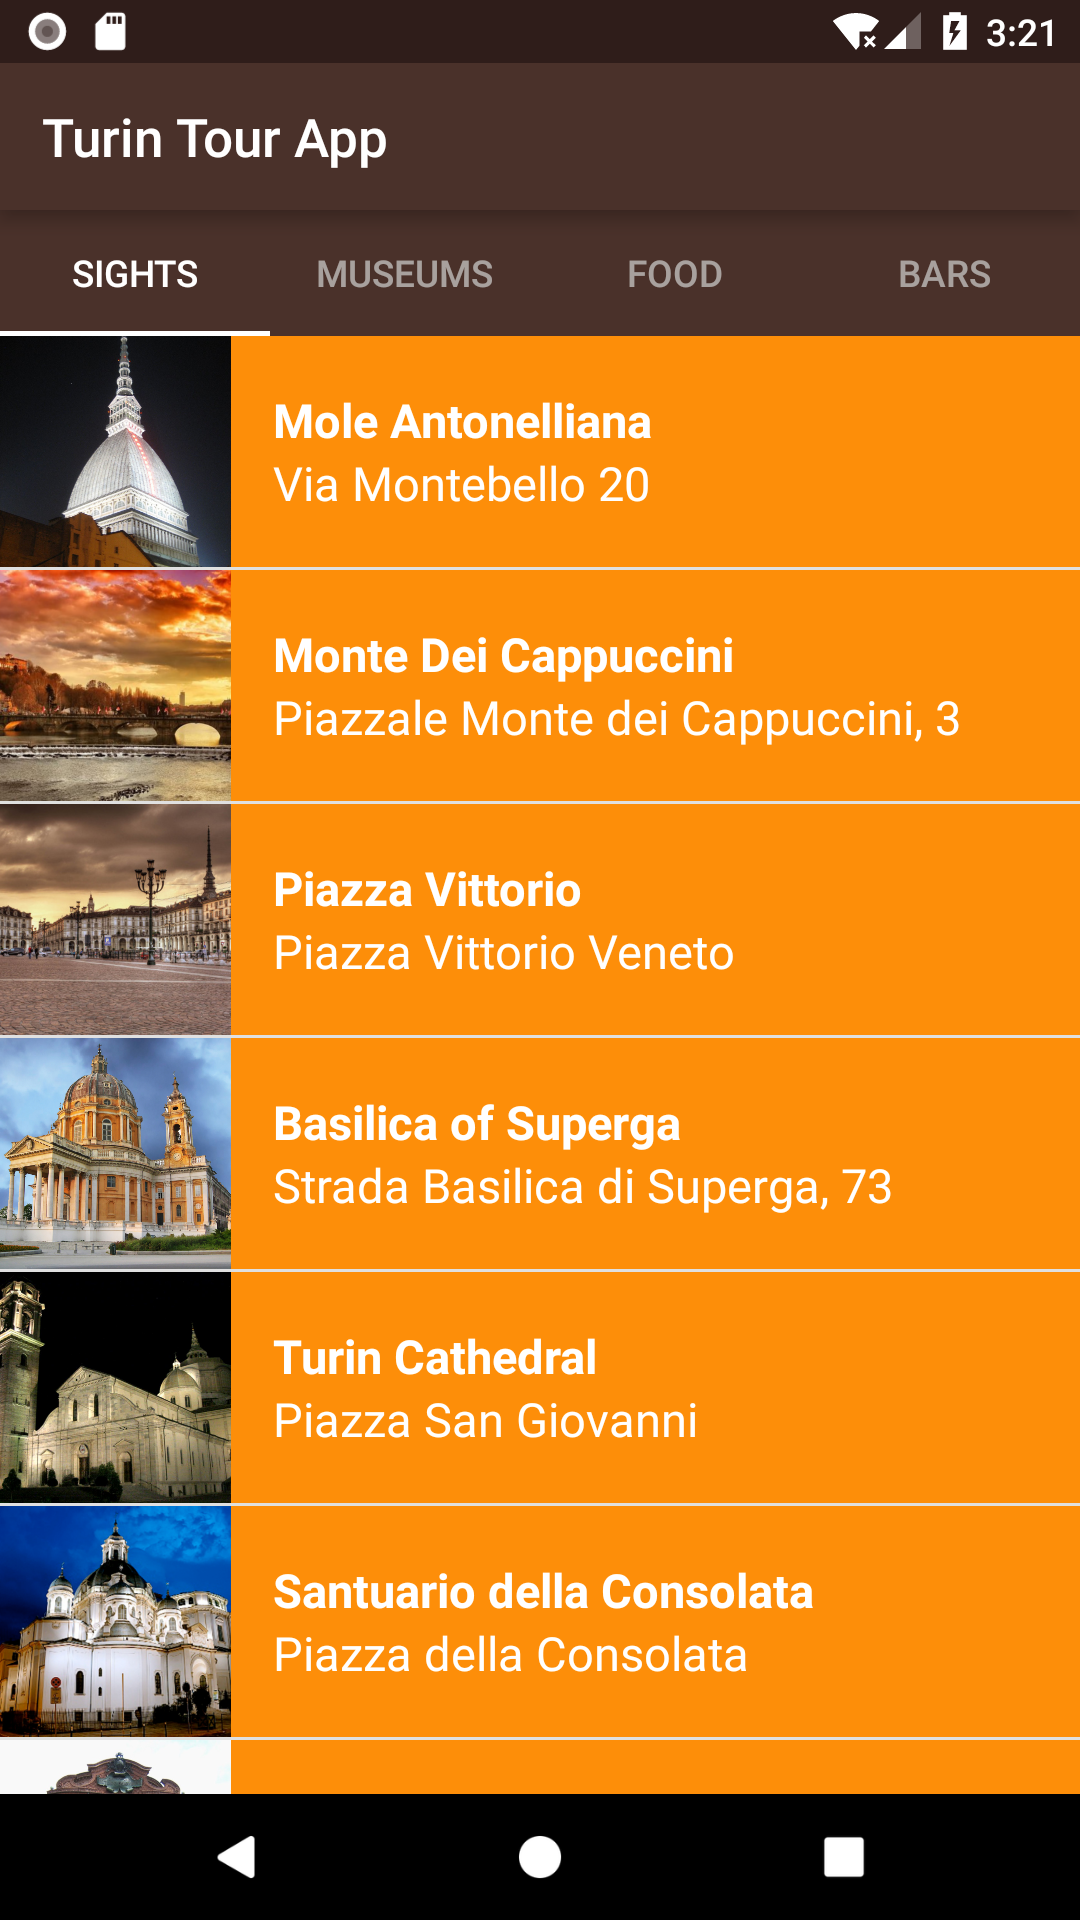 3:21
Turin Tour App
SIGHTS MUSEUMS FOOD BARS
Mole Antonelliana
Via Montebello 20
Monte Dei Cappuccini
Piazzale Monte dei Cappuccini, 3
Piazza Vittorio
Piazza Vittorio Veneto
Basilica of Superga
Strada Basilica di Superga, 73
Turin Cathedral
Piazza San Giovanni
Santuario della Consolata
Piazza della Consolata